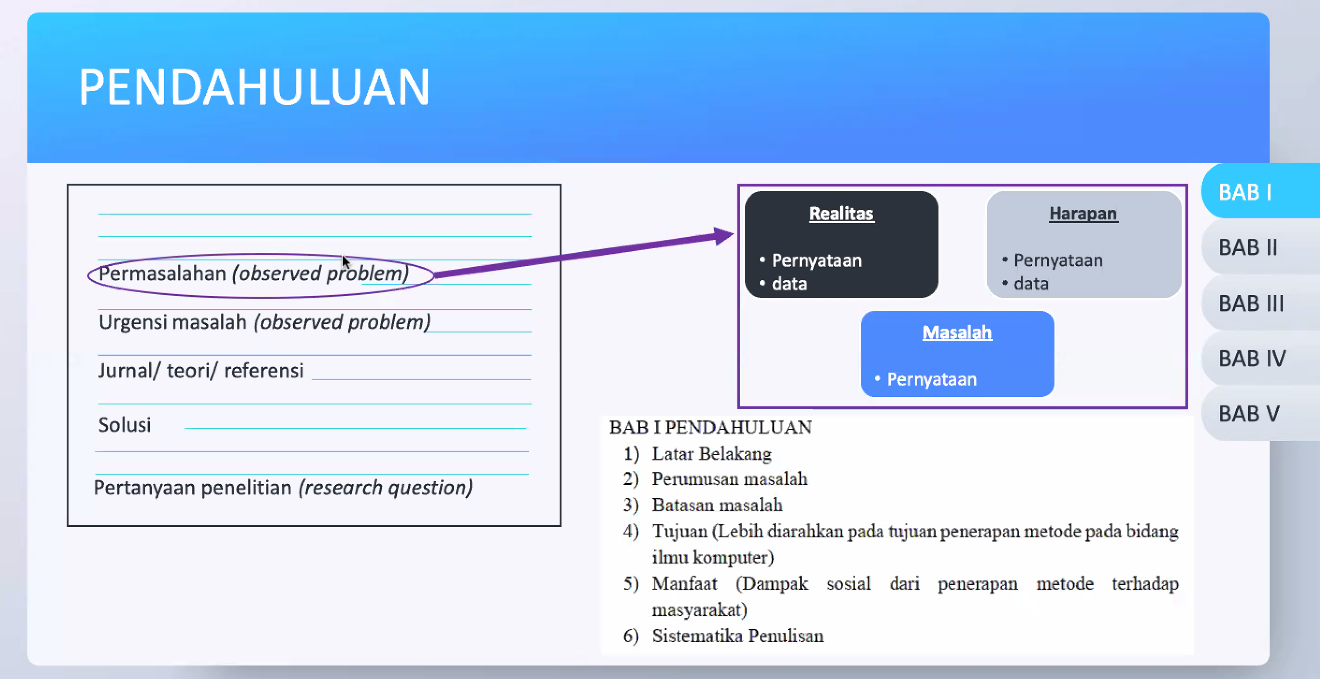 PENDAHULUAN
Permasalahan (observed problem)
Urgensi masalah (observed problem)
Jurnal/ teori/ referensi
Solusi
Pertanyaan penelitian (research question)
Realitas
• Pernyataan
• data
Harapan
• Pernyataan
• data
Masalah
• Pernyataan
BAB I PENDAHULUAN
1) Latar Belakang
2) Perumusan masalah
3) Batasan masalah
4) Tujuan (Lebih diarahkan pada tujuan penerapan metode pada bidang
ilmu komputer)
5) Manfaat (Dampak sosial dari penerapan metode terhadap
masyarakat)
6) Sistematika Penulisan
BAB I
BAB II
BAB III
BAB IV
BAB V